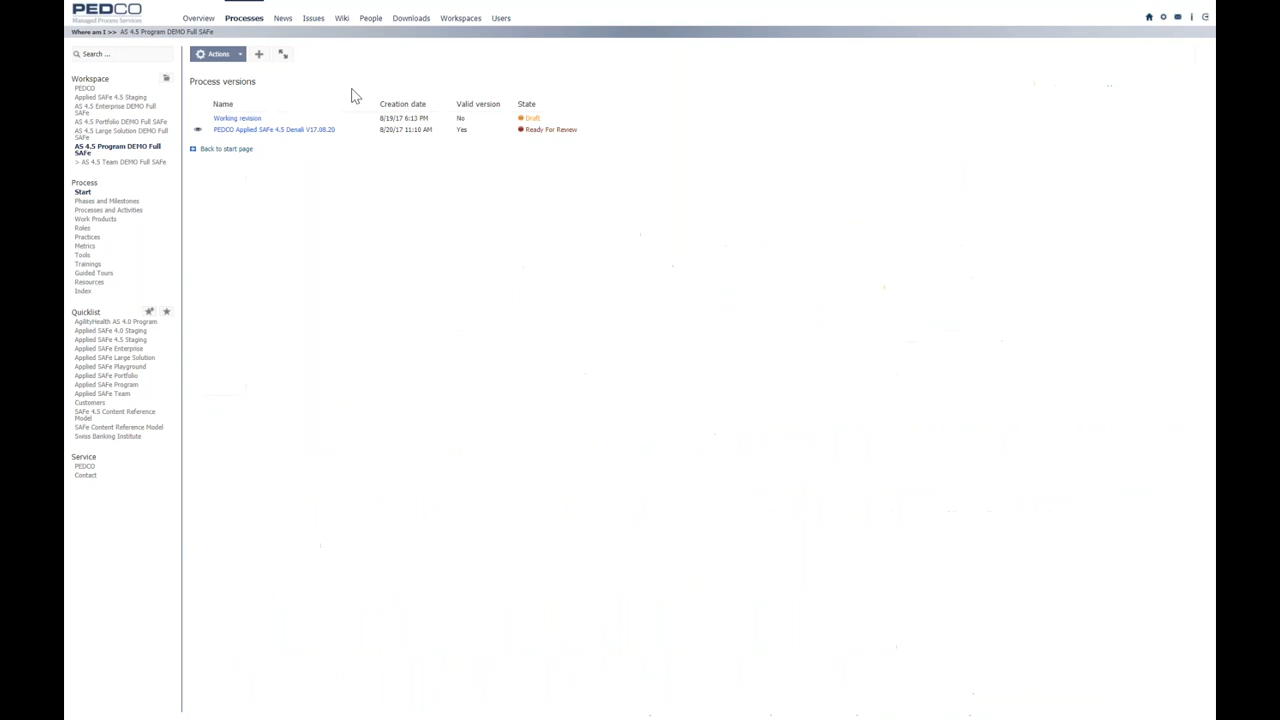 PEDCO
Managed Process Services
Overview Processes News Issues Wiki People Downloads Workspaces Users
Where am I >> AS 4.5 Program DEMO Full SAFe
Search ...
Actions
Workspace
PEDCO
Applied SAFe 4.5 Staging
AS 4.5 Enterprise DEMO Full
SAFe
AS 4.5 Portfolio DEMO Full SAFe
AS 4.5 Large Solution DEMO Full
SAFe
AS 4.5 Program DEMO Full
SAFe
> AS 4.5 Team DEMO Full SAFe
Process
Start
Phases and Milestones
Processes and Activities
Work Products
Roles
Practices
Metrics
Tools
Trainings
Guided Tours
Resources
Index
Quicklist
AgilityHealth AS 4.0 Program
Applied SAFe 4.0 Staging
Applied SAFe 4.5 Staging
Applied SAFe Enterprise
Applied SAFe Large Solution
Applied SAFe Playground
Applied SAFe Portfolio
Applied SAFe Program
Applied SAFe Team
Customers
SAFe 4.5 Content Reference
Model
SAFe Content Reference Model
Swiss Banking Institute
Service
PEDCO
Contact
Process versions
Name Creation date Valid version State
Working revision 8/19/17 6:13 PM No Draft
PEDCO Applied SAFe 4.5 Denali V17.08.20 8/20/17 11:10 AM Yes Ready For Review
Back to start page